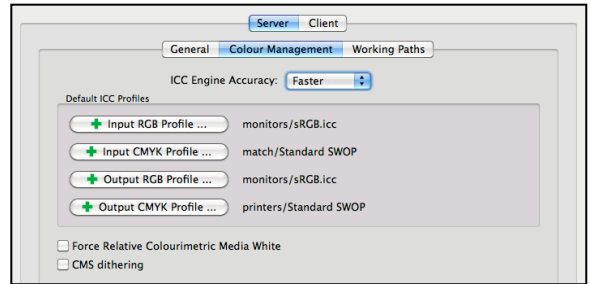 Server Client
General Colour Management Working Paths
ICC Engine Accuracy: Faster
Default ICC Profiles
Input RGB Profile ... monitors/sRGB.icc
Input CMYK Profile ... match/Standard SWOP
Output RGB Profile ... monitors/sRGB.icc
Output CMYK Profile ... printers/Standard SWOP
Force Relative Colourimetric Media White
CMS dithering